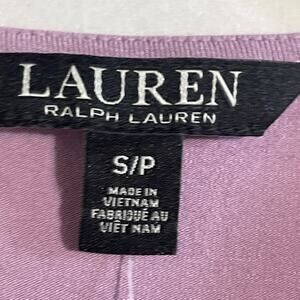 LAUREN
RALPH LAUREN
S/P
MADE IN
VIETNAM
FABRIQUÉ AU
VIÊT NAM